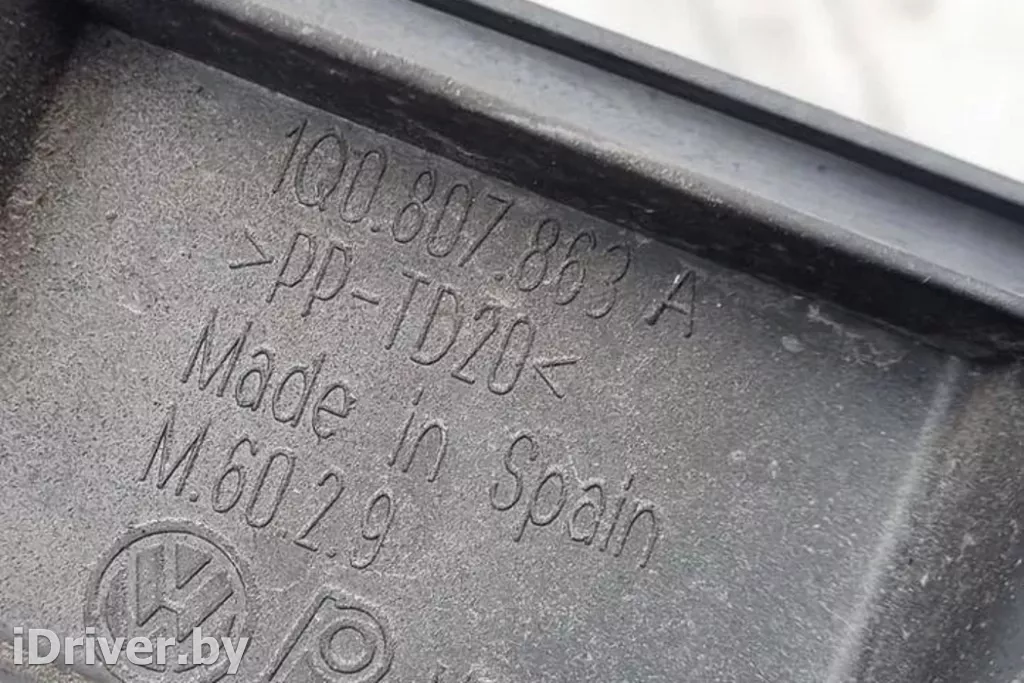 1Q0.807.863 A
>PP-TD20<
Made in Spain
M.60.2.9
iDriver.by